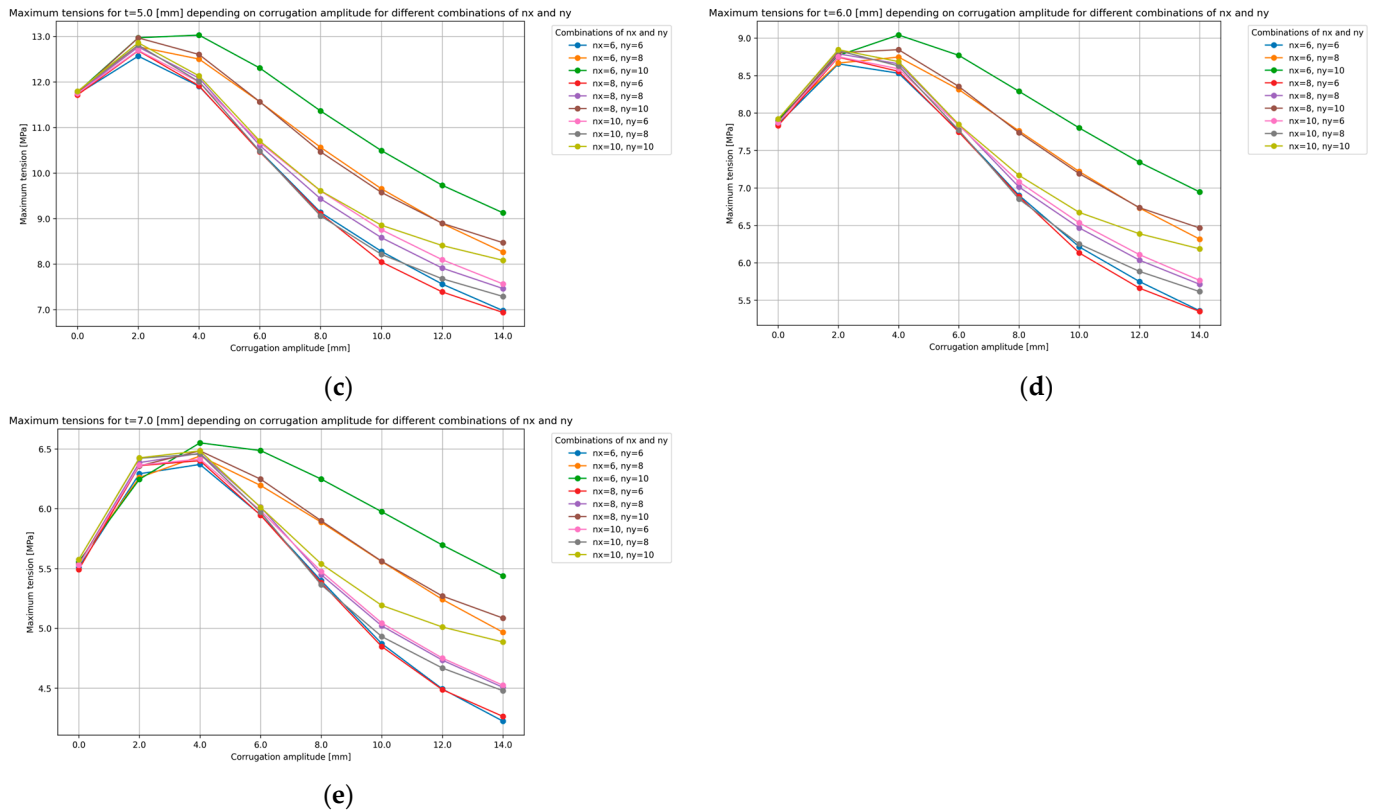 Maximum tensions for t=5.0 [mm] depending on corrugation amplitude for different combinations of nx and ny
Maximum tension [MPa]
13.0
12.0
11.0
10.0
9.0
8.0
7.0
0.0 2.0 4.0 6.0 8.0 10.0 12.0 14.0
Corrugation amplitude [mm]
Combinations of nx and ny
nx=6, ny=6
nx=6, ny=8
nx=6, ny=10
nx=8, ny=6
nx=8, ny=8
nx=8, ny=10
nx=10, ny=6
nx=10, ny=8
nx=10, ny=10
(c)
Maximum tensions for t=6.0 [mm] depending on corrugation amplitude for different combinations of nx and ny
Maximum tension [MPa]
9.0
8.5
8.0
7.5
7.0
6.5
6.0
5.5
0.0 2.0 4.0 6.0 8.0 10.0 12.0 14.0
Corrugation amplitude [mm]
Combinations of nx and ny
nx=6, ny=6
nx=6, ny=8
nx=6, ny=10
nx=8, ny=6
nx=8, ny=8
nx=8, ny=10
nx=10, ny=6
nx=10, ny=8
nx=10, ny=10
(d)
Maximum tensions for t=7.0 [mm] depending on corrugation amplitude for different combinations of nx and ny
Maximum tension [MPa]
6.5
6.0
5.5
5.0
4.5
0.0 2.0 4.0 6.0 8.0 10.0 12.0 14.0
Corrugation amplitude [mm]
Combinations of nx and ny
nx=6, ny=6
nx=6, ny=8
nx=6, ny=10
nx=8, ny=6
nx=8, ny=8
nx=8, ny=10
nx=10, ny=6
nx=10, ny=8
nx=10, ny=10
(e)